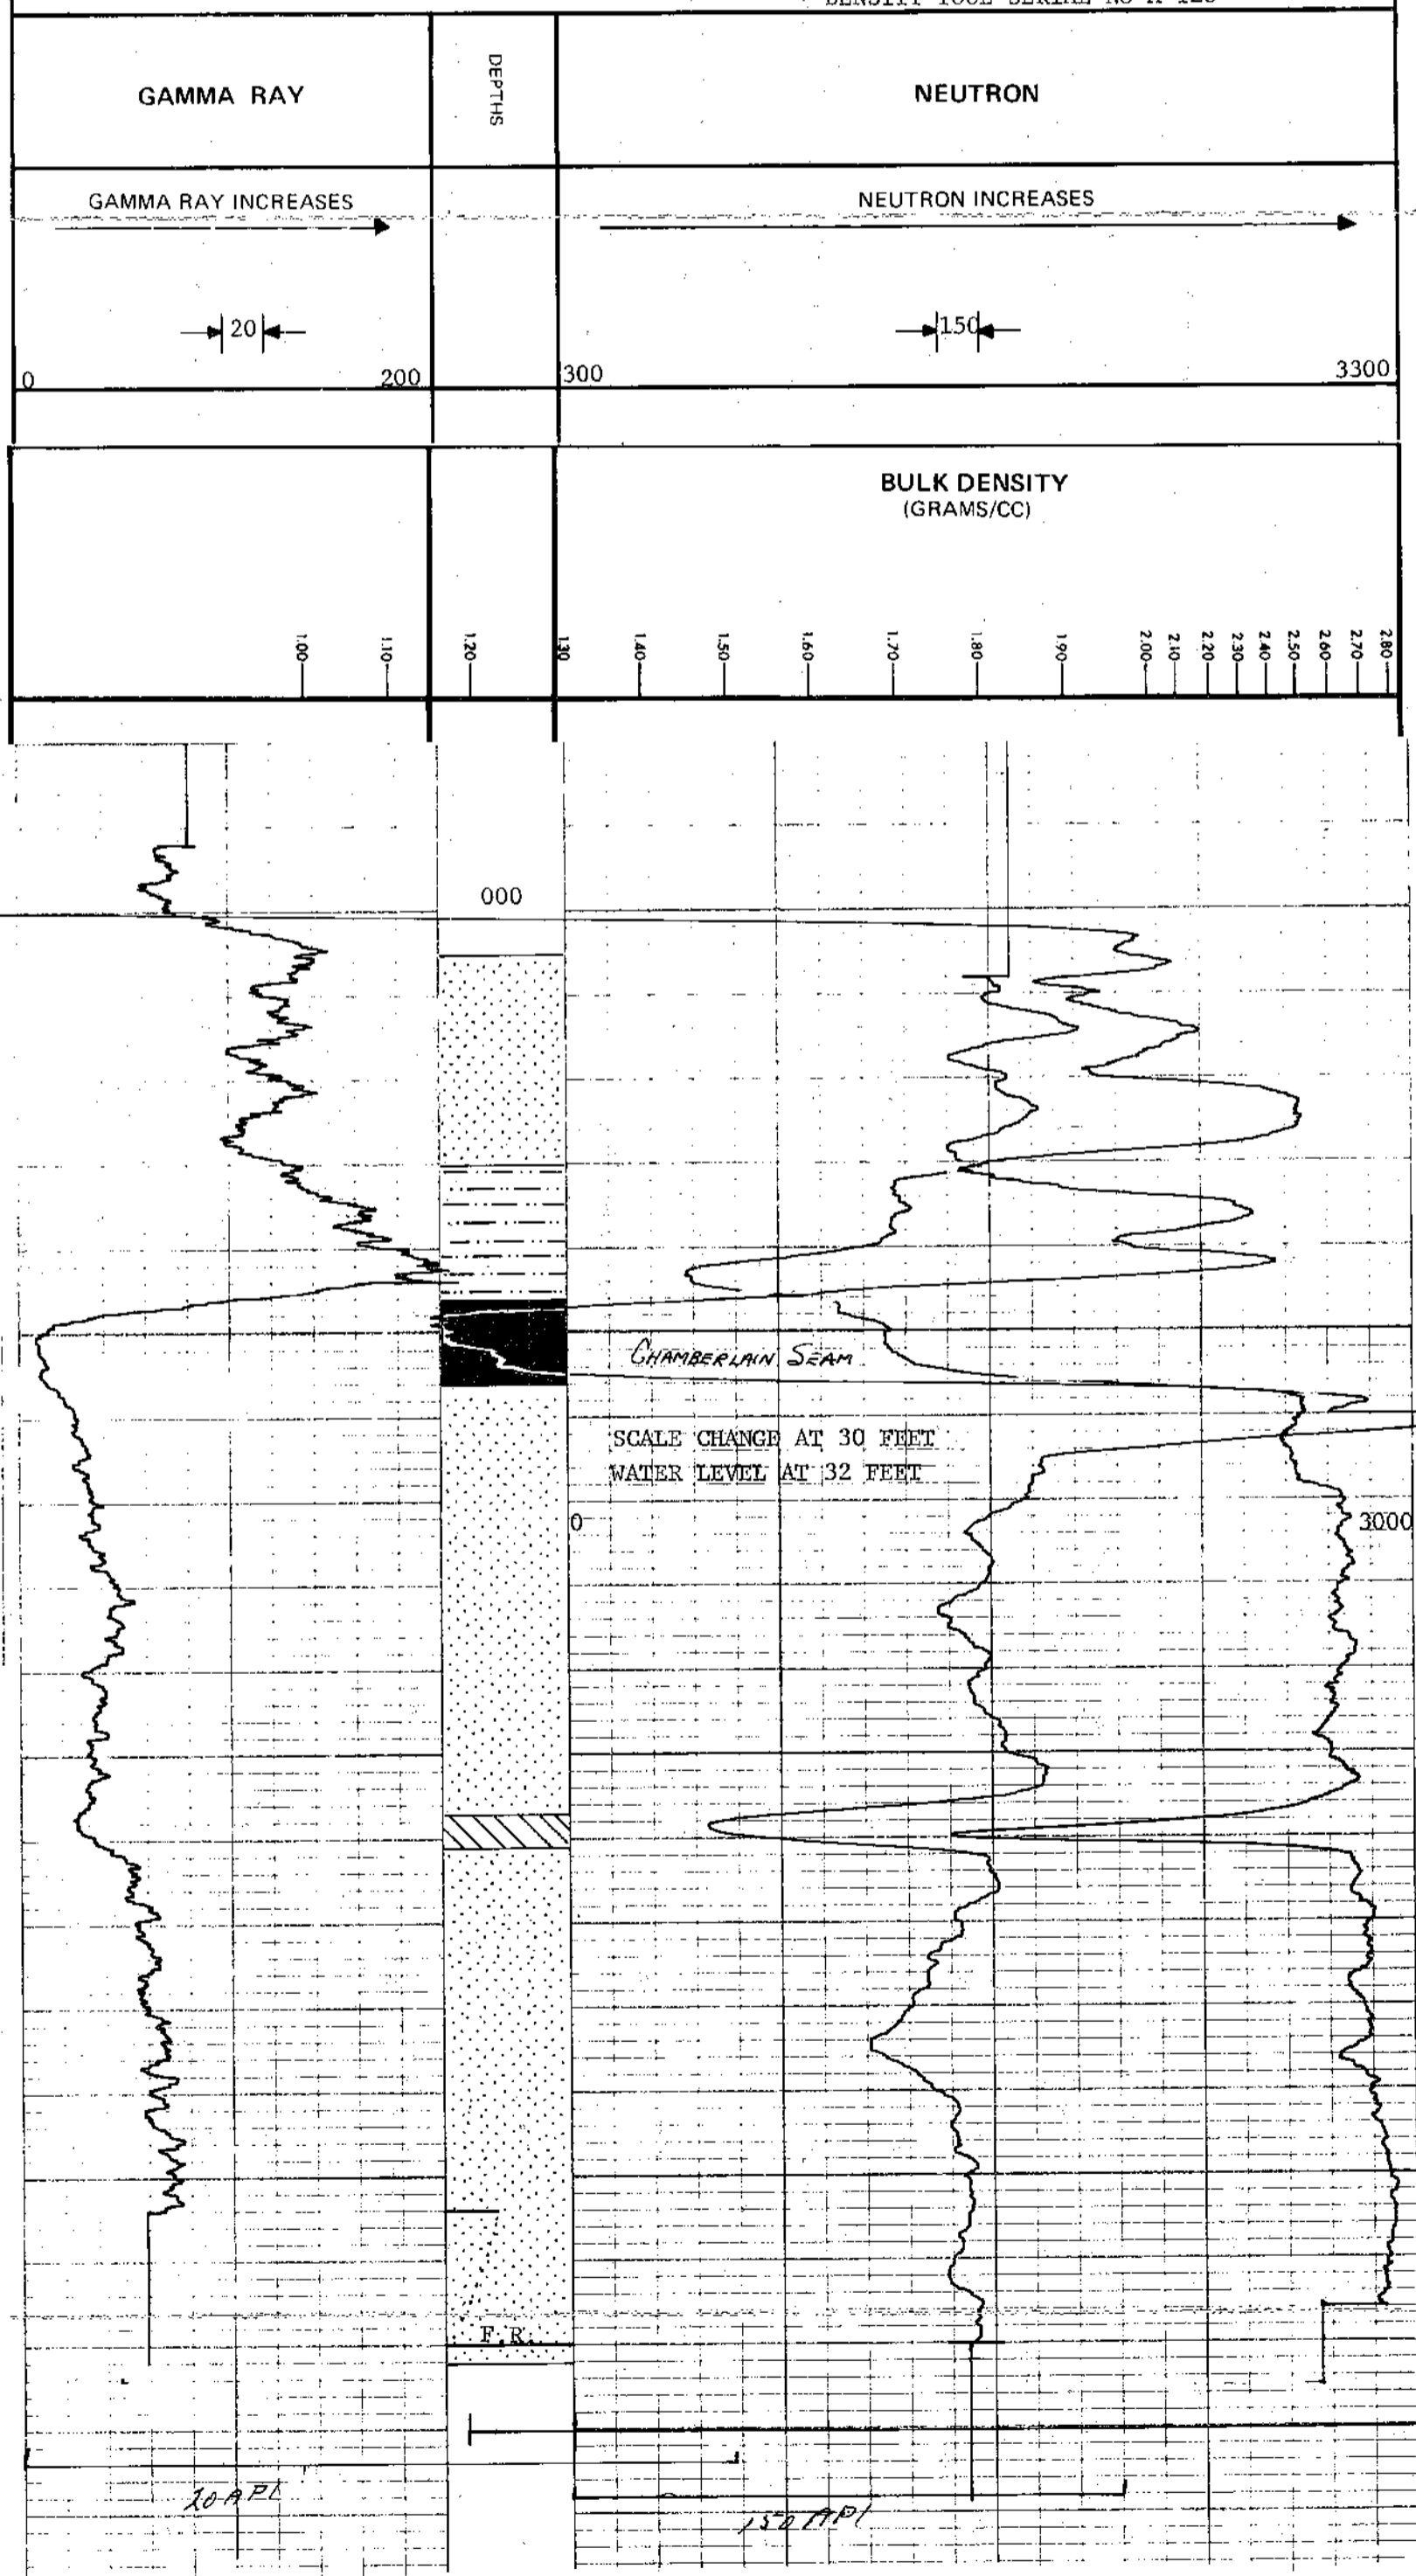 DENSITY TOOL SERIAL NO
GAMMA RAY
DEPTHS
NEUTRON
GAMMA RAY INCREASES
NEUTRON INCREASES
20
150
0 200 300 3300
BULK DENSITY
(GRAMS/CC)
1.00 1.10 1.20 1.30 1.40 1.50 1.60 1.70 1.80 1.90 2.00 2.10 2.20 2.30 2.40 2.50 2.60 2.70 2.80
000
CHAMBERLAIN SEAM
SCALE CHANGE AT 30 FEET
WATER LEVEL AT 32 FEET
0 3000
F.R.
20 API
150 API